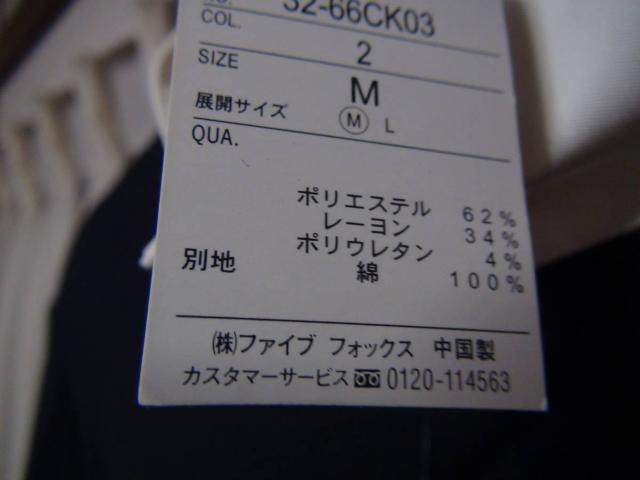 32-66CK03
COL. 2
SIZE M
展開サイズ Ⓜ L
QUA.
ポリエステル 62%
レーヨン 34%
ポリウレタン 4%
別地 綿 100%
㈱ファイブ フォックス 中国製
カスタマーサービス 0120-114563